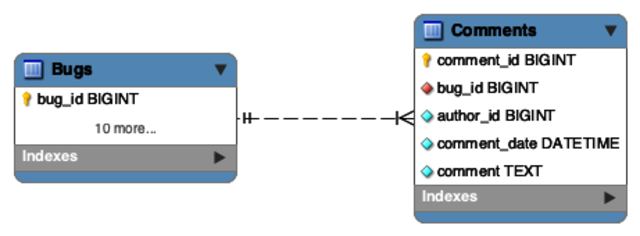 Bugs
bug_id BIGINT
10 more...
Indexes
Comments
comment_id BIGINT
bug_id BIGINT
author_id BIGINT
comment_date DATETIME
comment TEXT
Indexes